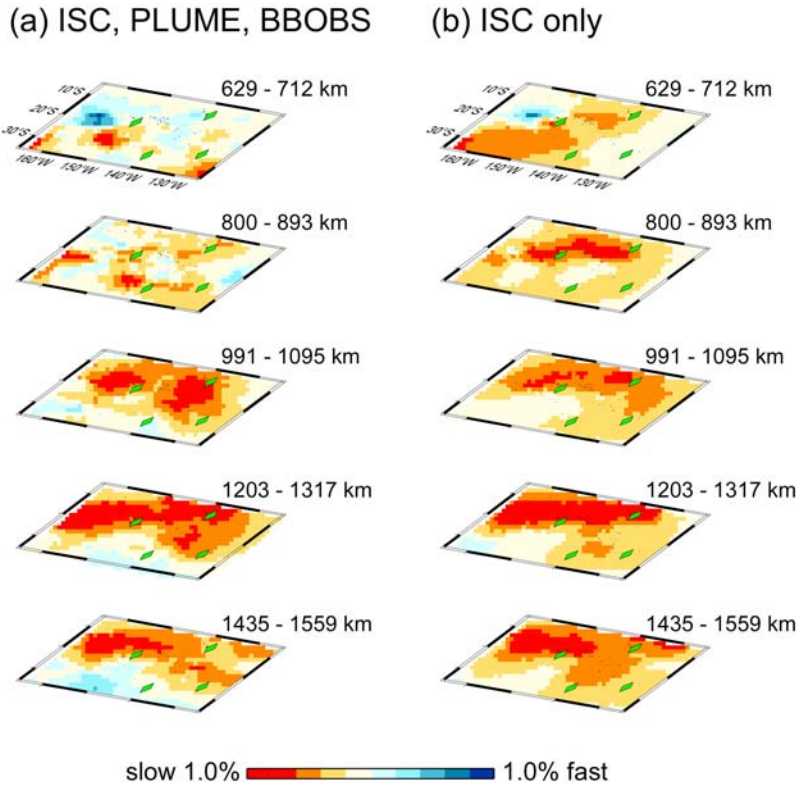 (a) ISC, PLUME, BBOBS
(b) ISC only
629 - 712 km
629 - 712 km
10°S
20°S
30°S
160°W
150°W
140°W
130°W
10°S
20°S
30°S
160°W
150°W
140°W
130°W
800 - 893 km
800 - 893 km
991 - 1095 km
991 - 1095 km
1203 - 1317 km
1203 - 1317 km
1435 - 1559 km
1435 - 1559 km
slow 1.0% 1.0% fast